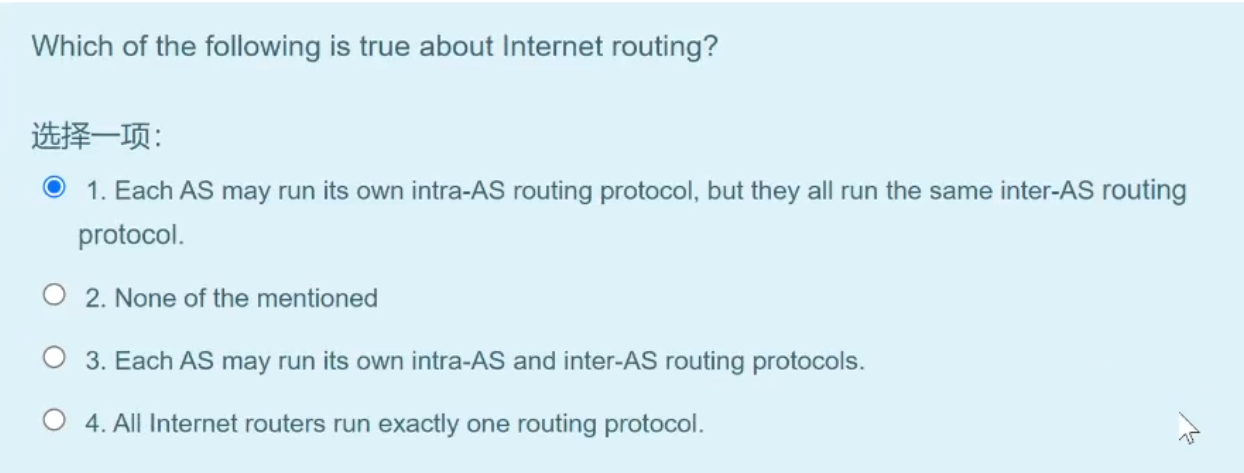 Which of the following is true about Internet routing?
选择一项:
1. Each AS may run its own intra-AS routing protocol, but they all run the same inter-AS routing
protocol.
2. None of the mentioned
3. Each AS may run its own intra-AS and inter-AS routing protocols.
4. All Internet routers run exactly one routing protocol.